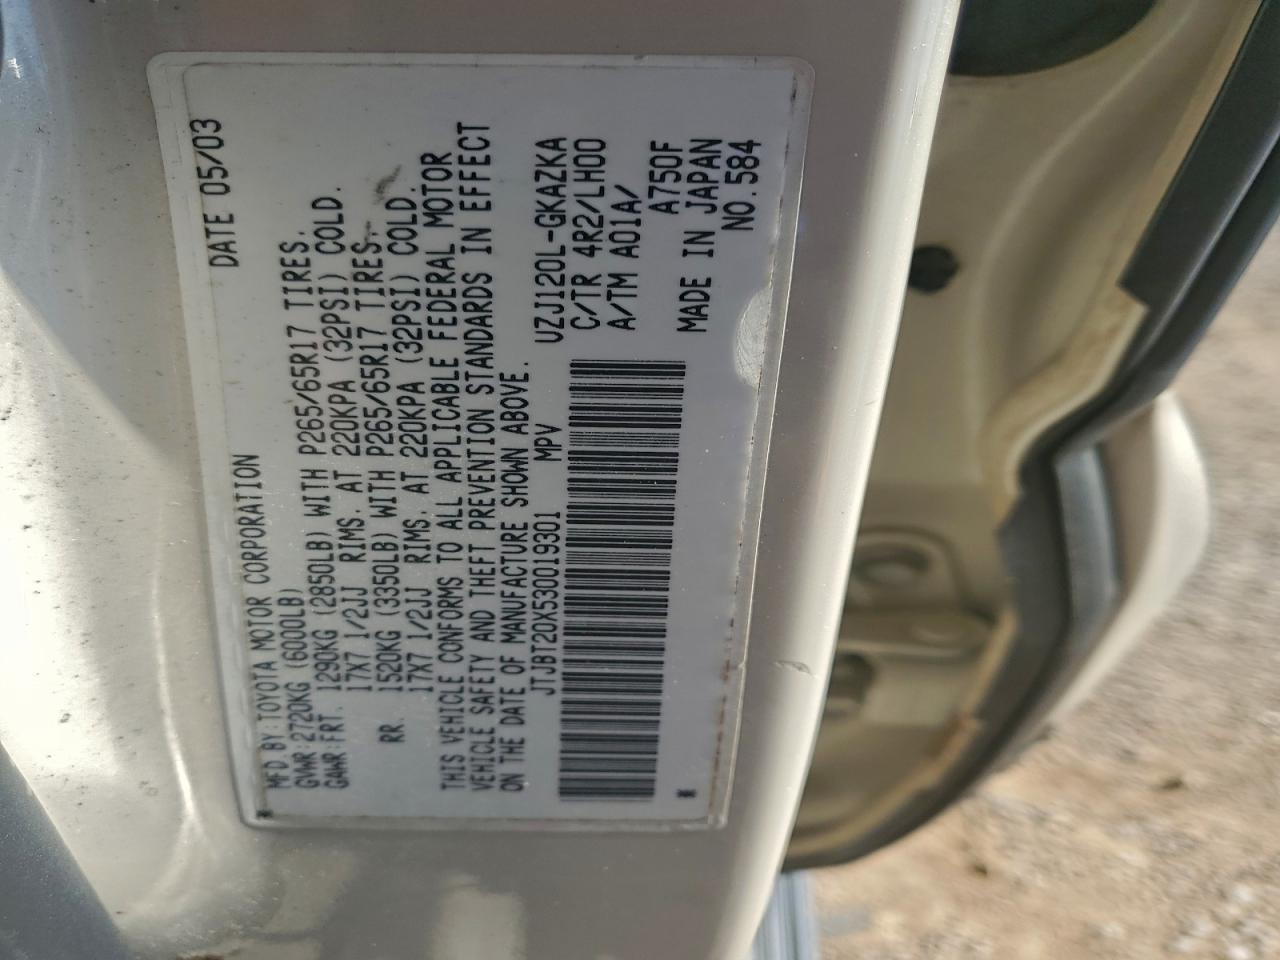 DATE 05/03
MFD BY:TOYOTA MOTOR CORPORATION
GVWR:2720KG (6000LB)
GAWR:FRT. 1290KG (2850LB) WITH P265/65R17 TIRES.
17X7 1/2JJ RIMS. AT 220KPA (32PSI) COLD.
RR. 1520KG (3350LB) WITH P265/65R17 TIRES.
17X7 1/2JJ RIMS. AT 220KPA (32PSI) COLD.
THIS VEHICLE CONFORMS TO ALL APPLICABLE FEDERAL MOTOR
VEHICLE SAFETY AND THEFT PREVENTION STANDARDS IN EFFECT
ON THE DATE OF MANUFACTURE SHOWN ABOVE.
JTJBT20X530019301 MPV
UZJ120L-GKAZKA
C/TR 4R2/LH00
A/TM A01A/
A750F
MADE IN JAPAN
NO.584